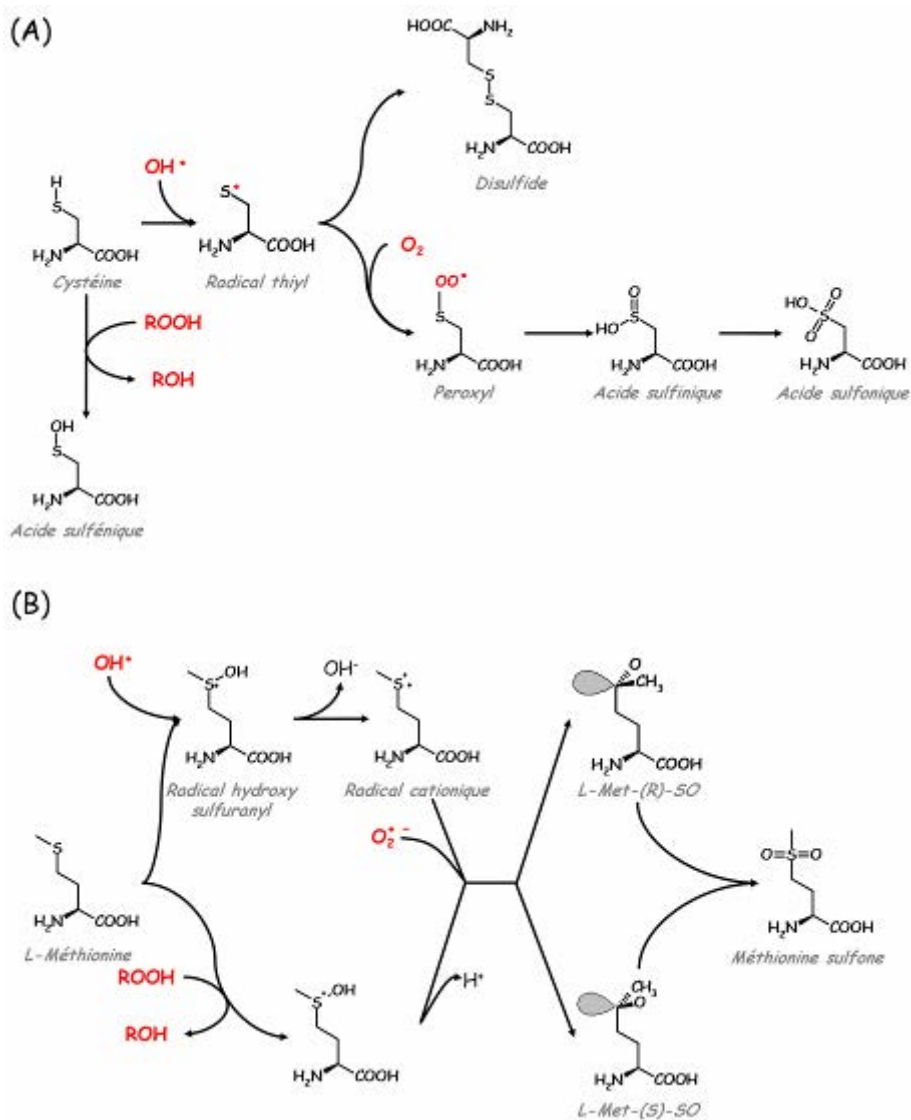 (A)
HOOC
NH₂
S
S
H₂N
COOH
Disulfide
H
S
H₂N
COOH
Cystéine
OH•
S•
H₂N
COOH
Radical thiyl
O₂
OO•
S
H₂N
COOH
Peroxyl
O
S
HO
H₂N
COOH
Acide sulfinique
O
HO
S
O
H₂N
COOH
Acide sulfonique
ROOH
ROH
OH
S
H₂N
COOH
Acide sulfénique
(B)
OH•
S•
OH
H₂N
COOH
Radical hydroxy
sulfuranyl
OH⁻
S•+
H₂N
COOH
Radical cationique
O
CH₃
H₂N
COOH
L-Met-(R)-SO
O₂•⁻
S
H₂N
COOH
L-Méthionine
O=S=O
H₂N
COOH
Méthionine sulfone
ROOH
ROH
S⁺
OH
H₂N
COOH
H⁺
CH₃
O
H₂N
COOH
L-Met-(S)-SO